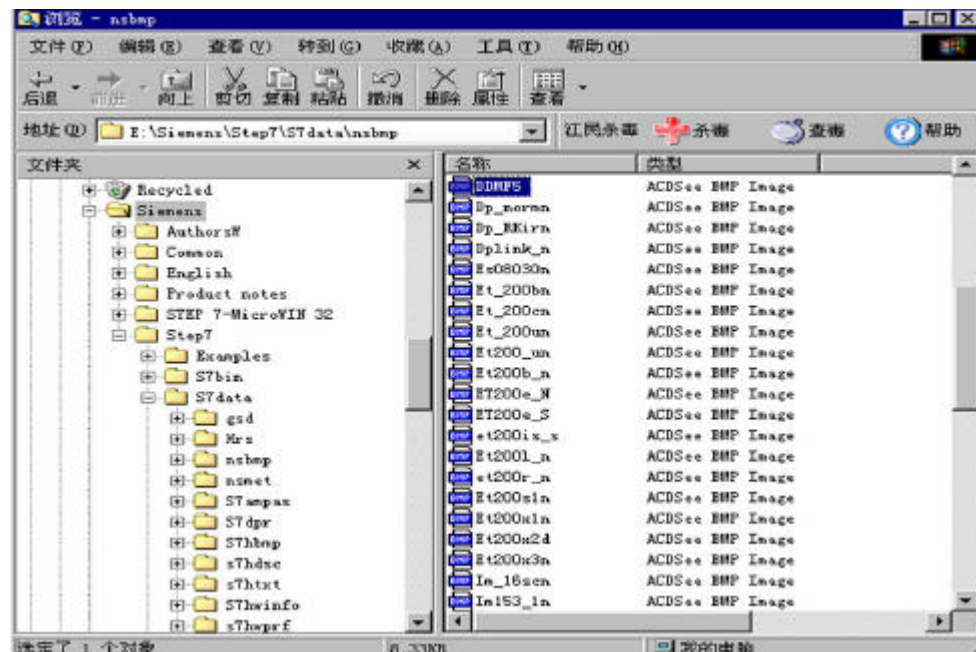 浏览 - nsbmp
文件(F) 编辑(E) 查看(V) 转到(G) 收藏(A) 工具(T) 帮助(H)
后退 前进 向上 剪切 复制 粘贴 撤消 删除 属性 查看
地址(D) E:\Siemens\Step7\S7data\nsbmp 江民杀毒 杀毒 查毒 帮助
文件夹 名称 类型
Recycled
Siemens
AuthorsW
Common
English
Product notes
STEP 7-MicroWIN 32
Step7
Examples
S7bin
S7data
gsd
Mrs
nsbmp
nsmet
S7ampax
S7dpr
S7hbmp
s7hdsc
s7htxt
S7hwinfo
s7hwprf
DDMP5 ACDSee BMP Image
Dp_normn ACDSee BMP Image
Dp_RKirn ACDSee BMP Image
Dplink_n ACDSee BMP Image
Es08030n ACDSee BMP Image
Et_200bn ACDSee BMP Image
Et_200cn ACDSee BMP Image
Et_200un ACDSee BMP Image
Et200_un ACDSee BMP Image
Et200b_n ACDSee BMP Image
ET200e_N ACDSee BMP Image
ET200e_S ACDSee BMP Image
et200is_s ACDSee BMP Image
Et200l_n ACDSee BMP Image
et200r_n ACDSee BMP Image
Et200s1n ACDSee BMP Image
Et200x1n ACDSee BMP Image
Et200x2d ACDSee BMP Image
Et200x3n ACDSee BMP Image
Im_16scn ACDSee BMP Image
Im153_1n ACDSee BMP Image
选定了 1 个对象 8.33KB 我的电脑